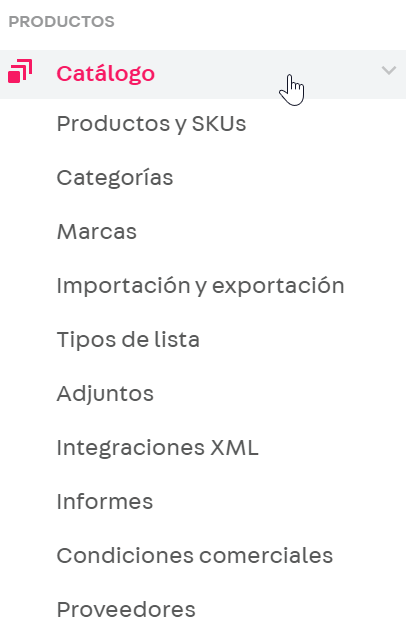 PRODUCTOS
Catálogo
Productos y SKUs
Categorías
Marcas
Importación y exportación
Tipos de lista
Adjuntos
Integraciones XML
Informes
Condiciones comerciales
Proveedores